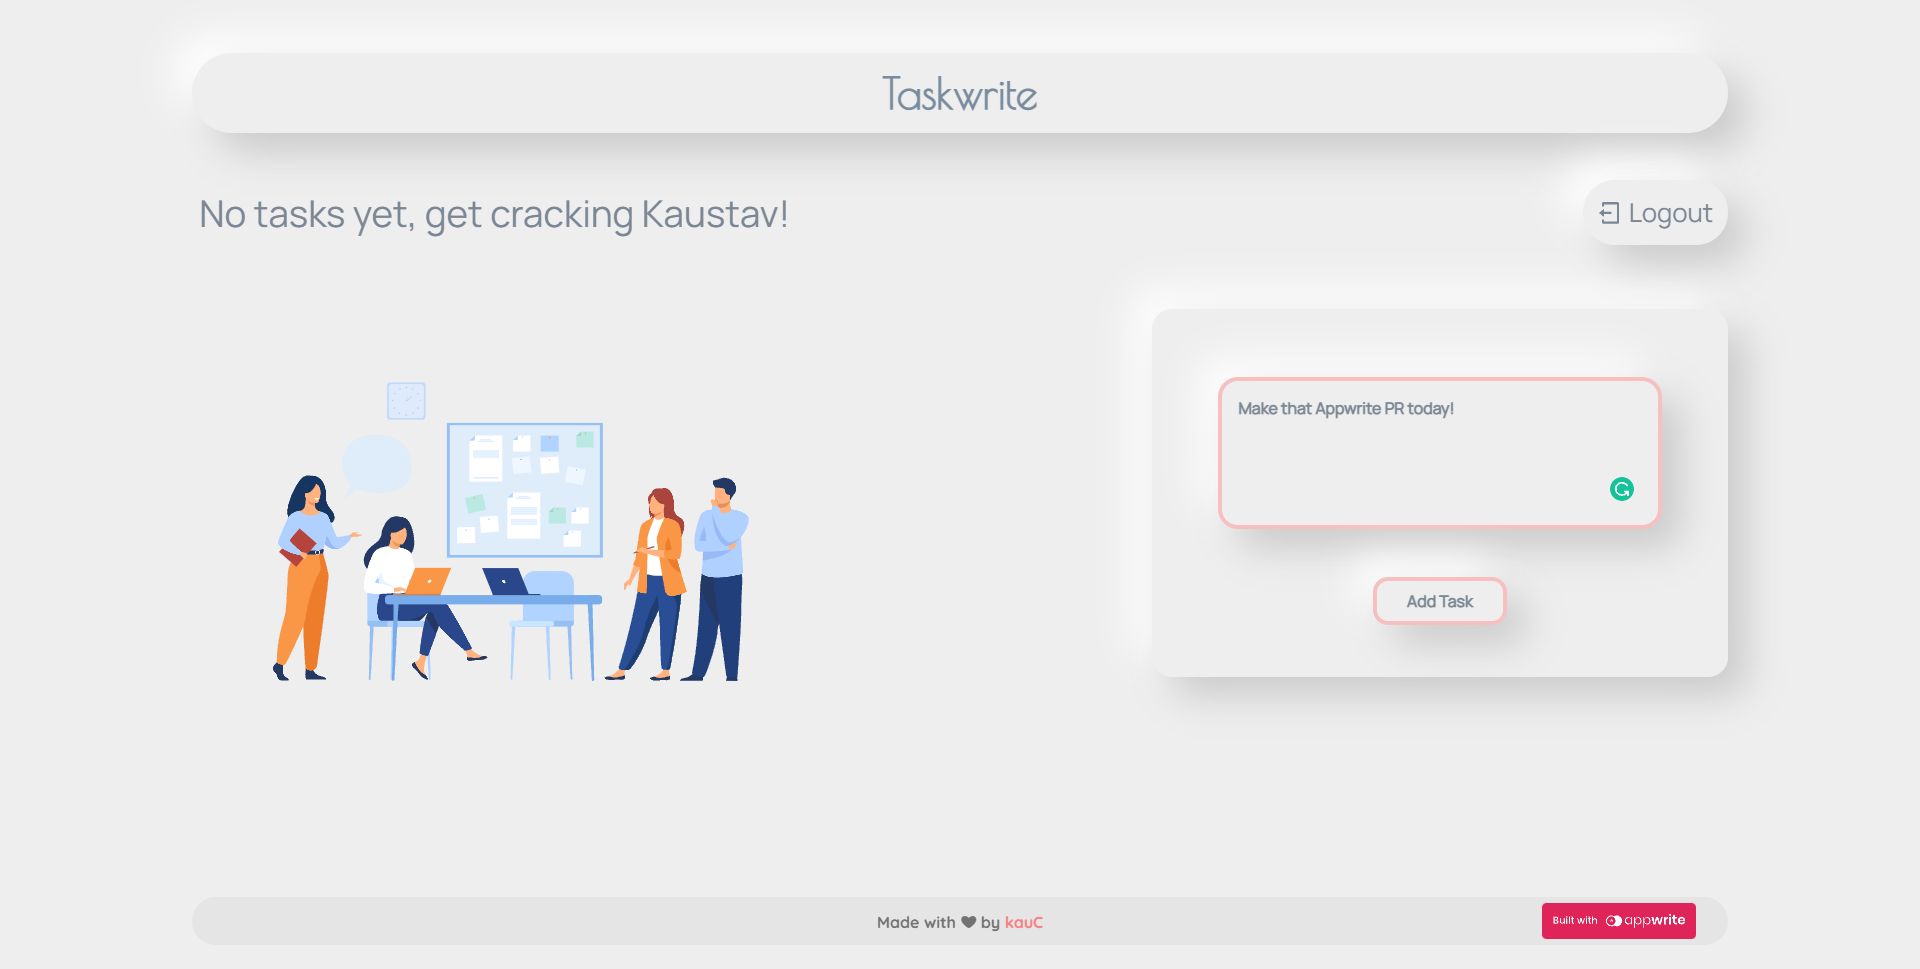 Taskwrite
No tasks yet, get cracking Kaustav!
Logout
Make that Appwrite PR today!
Add Task
Made with by kauC
Built with appwrite